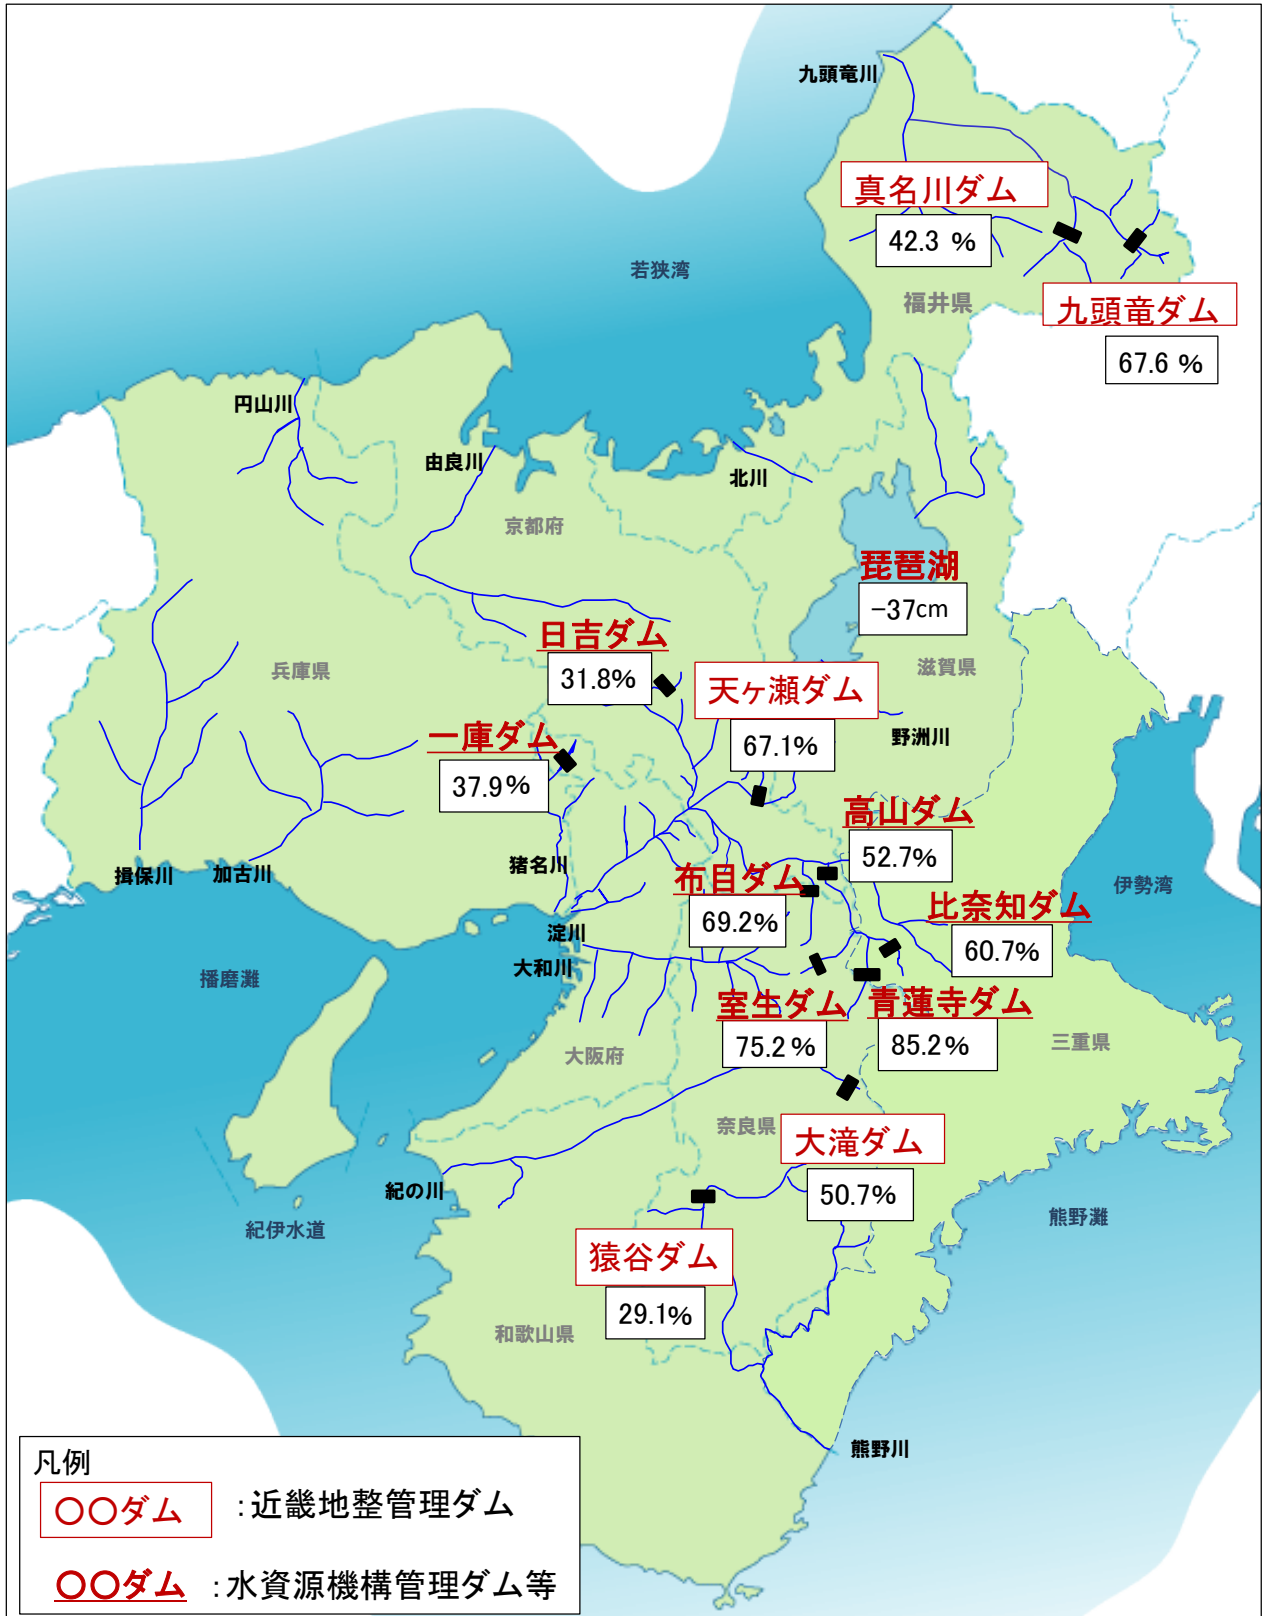 九頭竜川
真名川ダム
42.3 %
若狭湾
福井県
九頭竜ダム
67.6 %
円山川
由良川
北川
京都府
琵琶湖
−37cm
日吉ダム
31.8%
兵庫県
滋賀県
天ヶ瀬ダム
67.1%
野洲川
一庫ダム
37.9%
高山ダム
52.7%
猪名川
揖保川
加古川
布目ダム
69.2%
伊勢湾
比奈知ダム
60.7%
淀川
大和川
播磨灘
室生ダム
75.2%
青蓮寺ダム
85.2%
大阪府
三重県
奈良県
大滝ダム
50.7%
紀の川
紀伊水道
熊野灘
猿谷ダム
29.1%
和歌山県
熊野川
凡例
〇〇ダム :近畿地整管理ダム
〇〇ダム :水資源機構管理ダム等